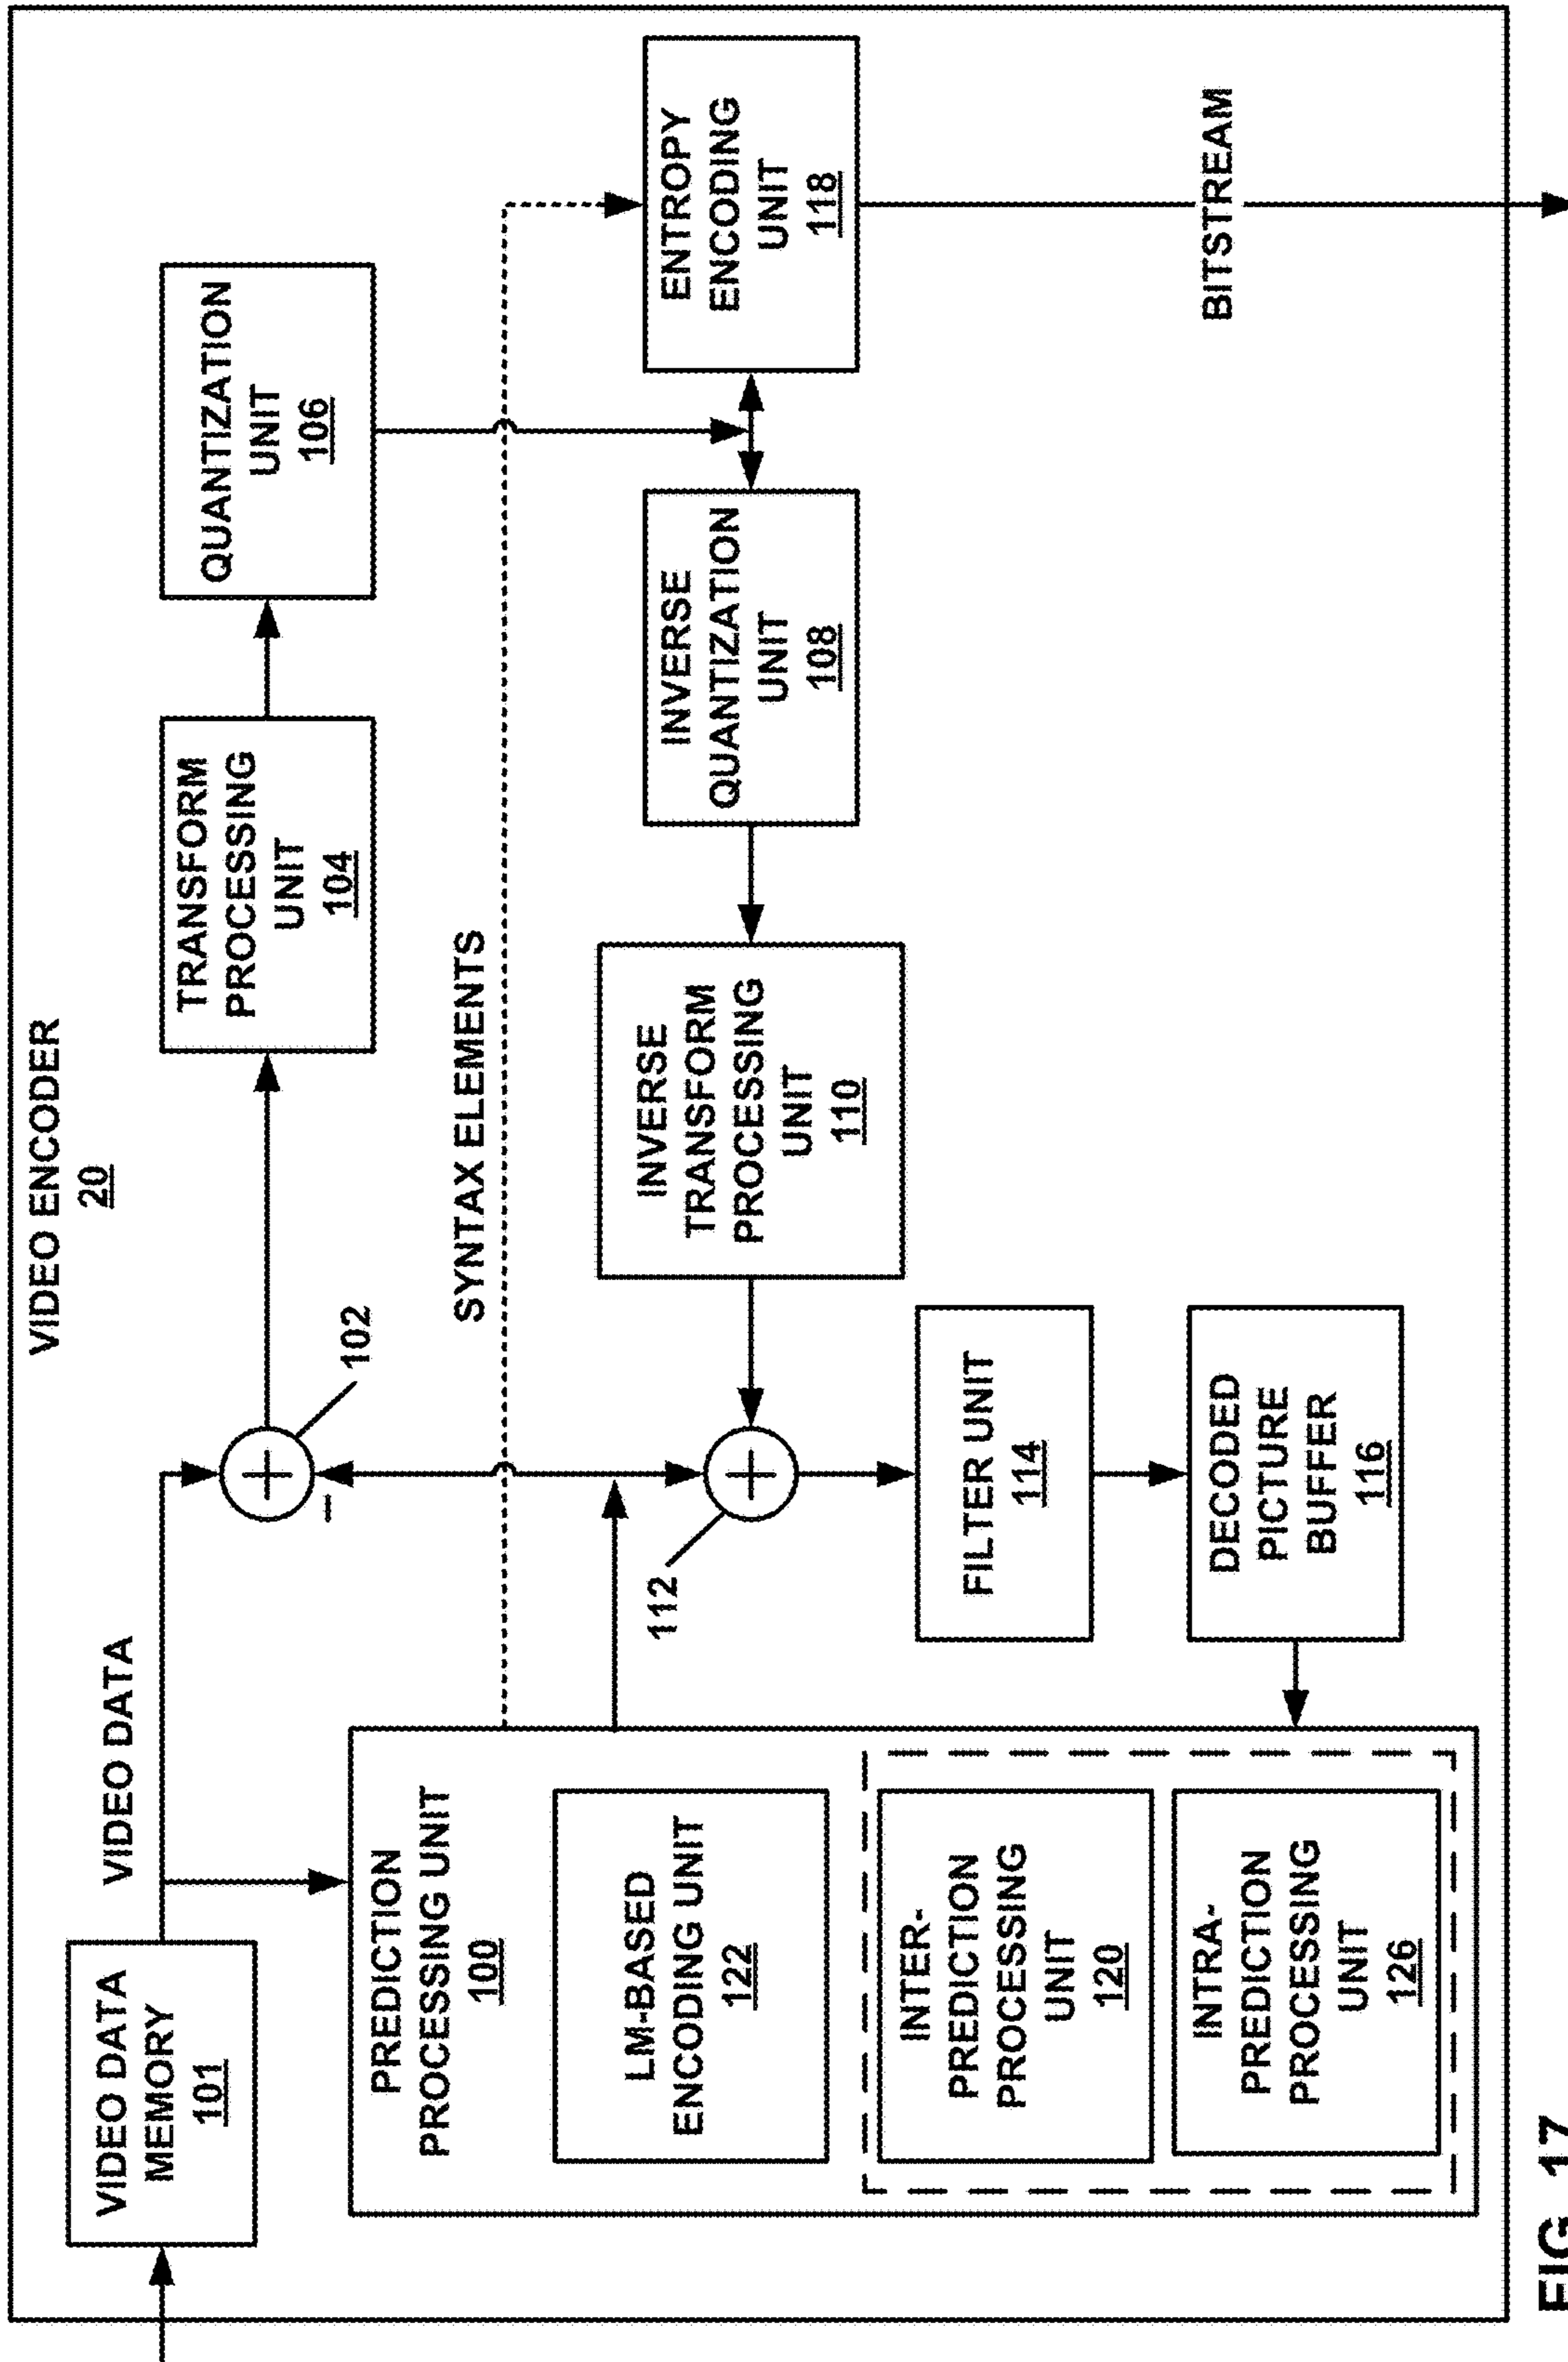 VIDEO ENCODER
20
VIDEO DATA
MEMORY
101
VIDEO DATA
102
TRANSFORM
PROCESSING
UNIT
104
QUANTIZATION
UNIT
106
SYNTAX ELEMENTS
PREDICTION
PROCESSING UNIT
100
LM-BASED
ENCODING UNIT
122
INTER-
PREDICTION
PROCESSING
UNIT
120
INTRA-
PREDICTION
PROCESSING
UNIT
126
112
INVERSE
TRANSFORM
PROCESSING
UNIT
110
INVERSE
QUANTIZATION
UNIT
108
ENTROPY
ENCODING
UNIT
118
FILTER UNIT
114
DECODED
PICTURE
BUFFER
116
BITSTREAM
FIG. 17